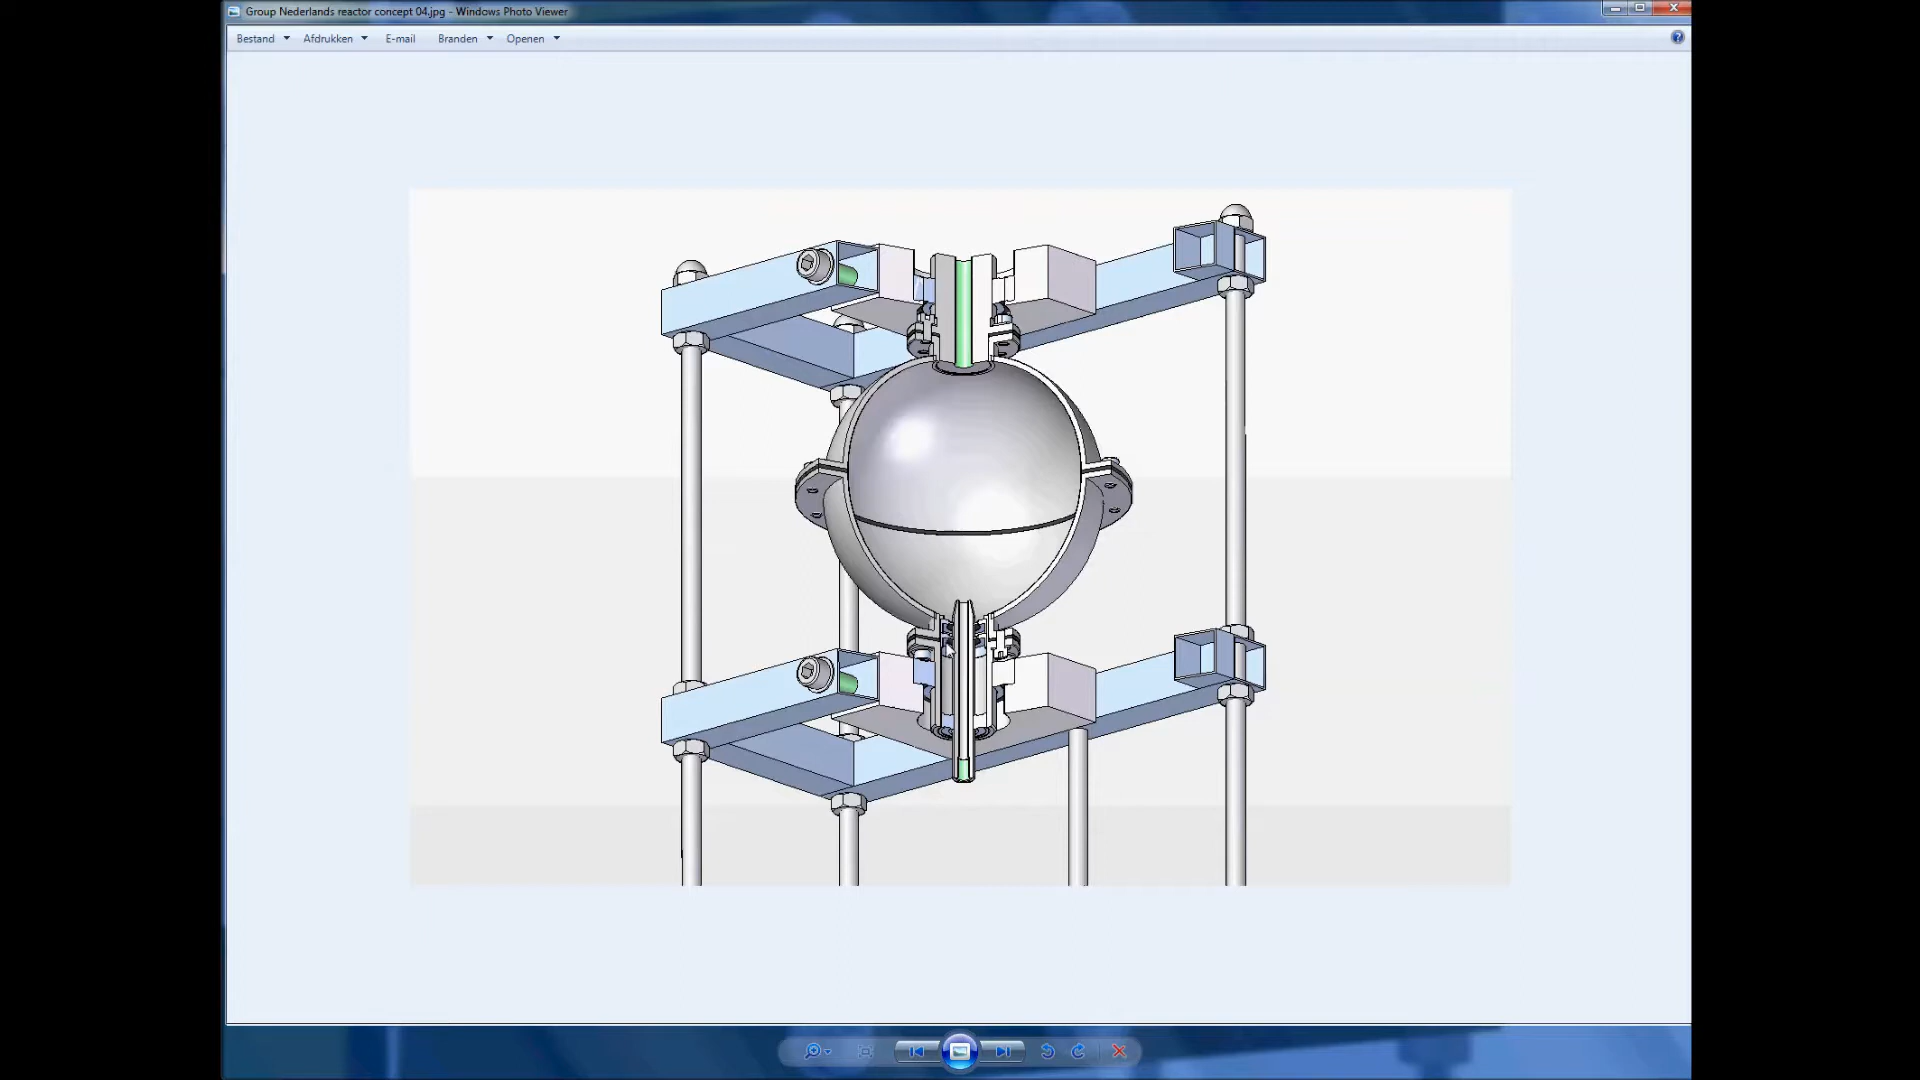 Group Nederlands reactor concept 04.jpg - Windows Photo Viewer
Bestand Afdrukken E-mail Branden Openen